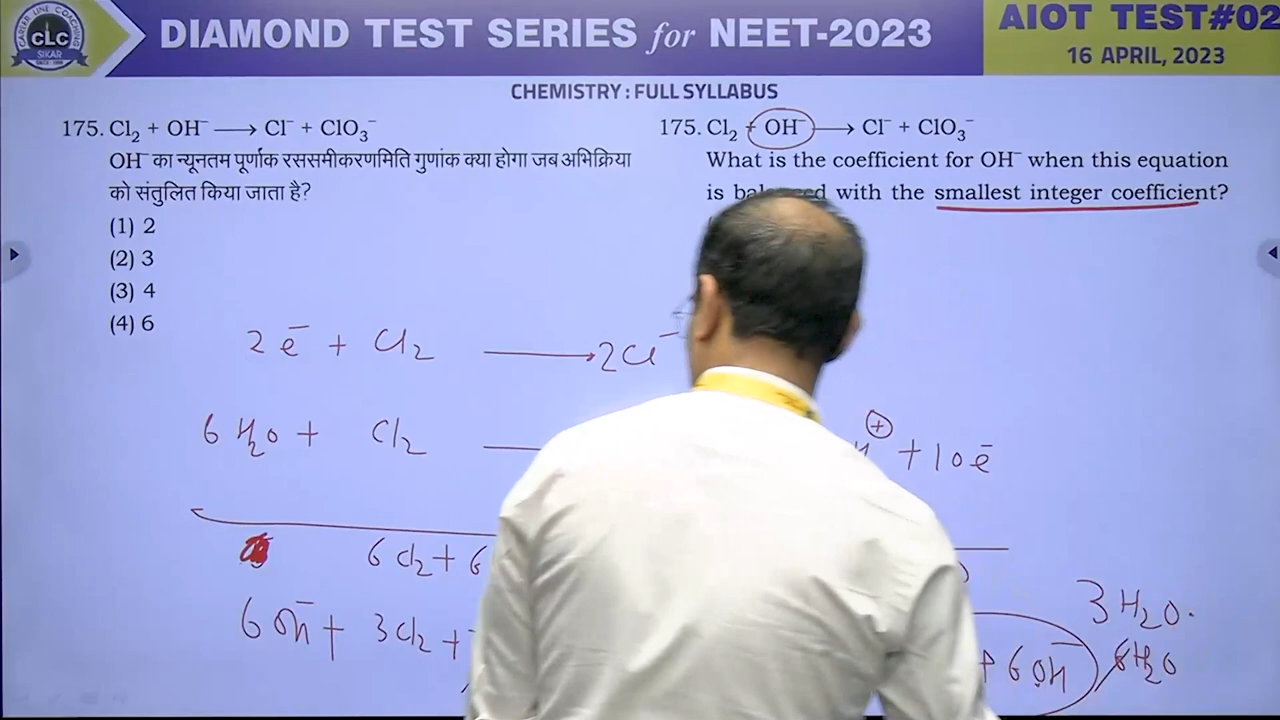 CAREER LINE COACHING
CLC
SIKAR
DIAMOND TEST SERIES for NEET-2023
AIOT TEST#02
16 APRIL, 2023
CHEMISTRY : FULL SYLLABUS
175. Cl₂ + OH⁻ ⟶ Cl⁻ + ClO₃⁻
OH⁻ का न्यूनतम पूर्णांक रससमीकरणमिति गुणांक क्या होगा जब अभिक्रिया
को संतुलित किया जाता है?
(1) 2
(2) 3
(3) 4
(4) 6
175. Cl₂ + OH⁻ ⟶ Cl⁻ + ClO₃⁻
What is the coefficient for OH⁻ when this equation
is with the smallest integer coefficient?
2e⁻ + Cl₂ ⟶ 2Cl⁻
6H₂O + Cl₂ ⟶ ⊕ + 10e⁻
6Cl₂ + 6
6OH⁻ + 3Cl₂ +
3H₂O.
+ 6OH⁻ 6H₂O